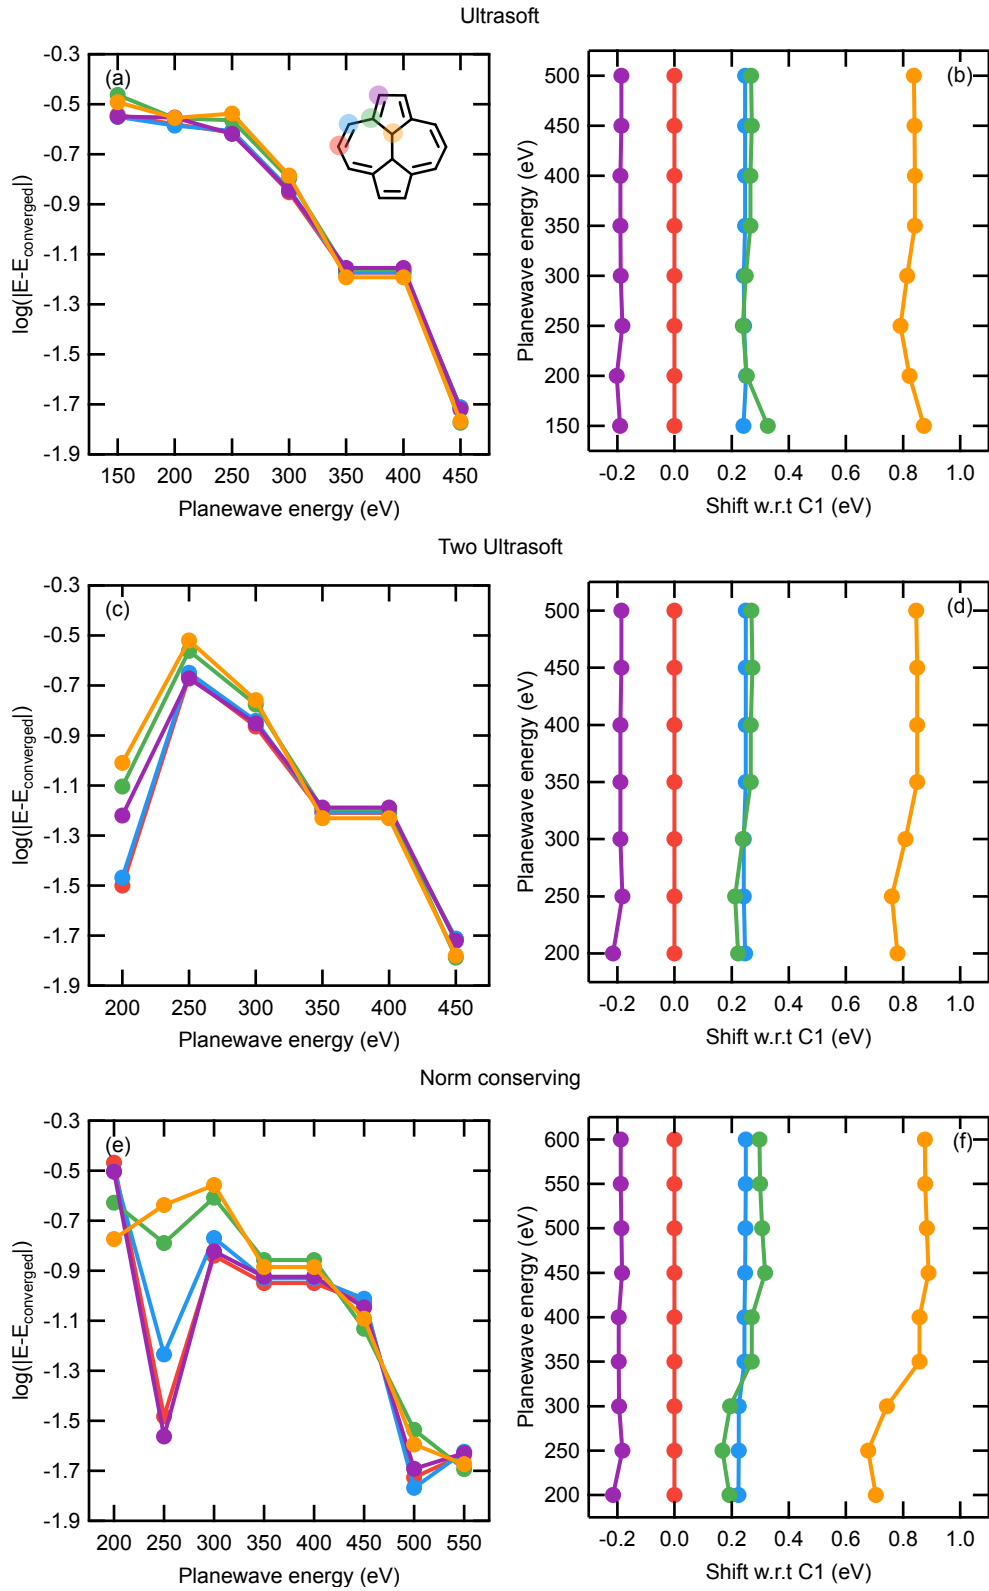 Ultrasoft
(a)
-0.3
-0.5
-0.7
-0.9
-1.1
-1.3
-1.5
-1.7
-1.9
log(|E-Econverged|)
150 200 250 300 350 400 450
Planewave energy (eV)
(b)
500
450
400
350
300
250
200
150
Planewave energy (eV)
-0.2 0.0 0.2 0.4 0.6 0.8 1.0
Shift w.r.t C1 (eV)
Two Ultrasoft
(c)
-0.3
-0.5
-0.7
-0.9
-1.1
-1.3
-1.5
-1.7
-1.9
log(|E-Econverged|)
200 250 300 350 400 450
Planewave energy (eV)
(d)
500
450
400
350
300
250
200
Planewave energy (eV)
-0.2 0.0 0.2 0.4 0.6 0.8 1.0
Shift w.r.t C1 (eV)
Norm conserving
(e)
-0.3
-0.5
-0.7
-0.9
-1.1
-1.3
-1.5
-1.7
-1.9
log(|E-Econverged|)
200 250 300 350 400 450 500 550
Planewave energy (eV)
(f)
600
550
500
450
400
350
300
250
200
Planewave energy (eV)
-0.2 0.0 0.2 0.4 0.6 0.8 1.0
Shift w.r.t C1 (eV)